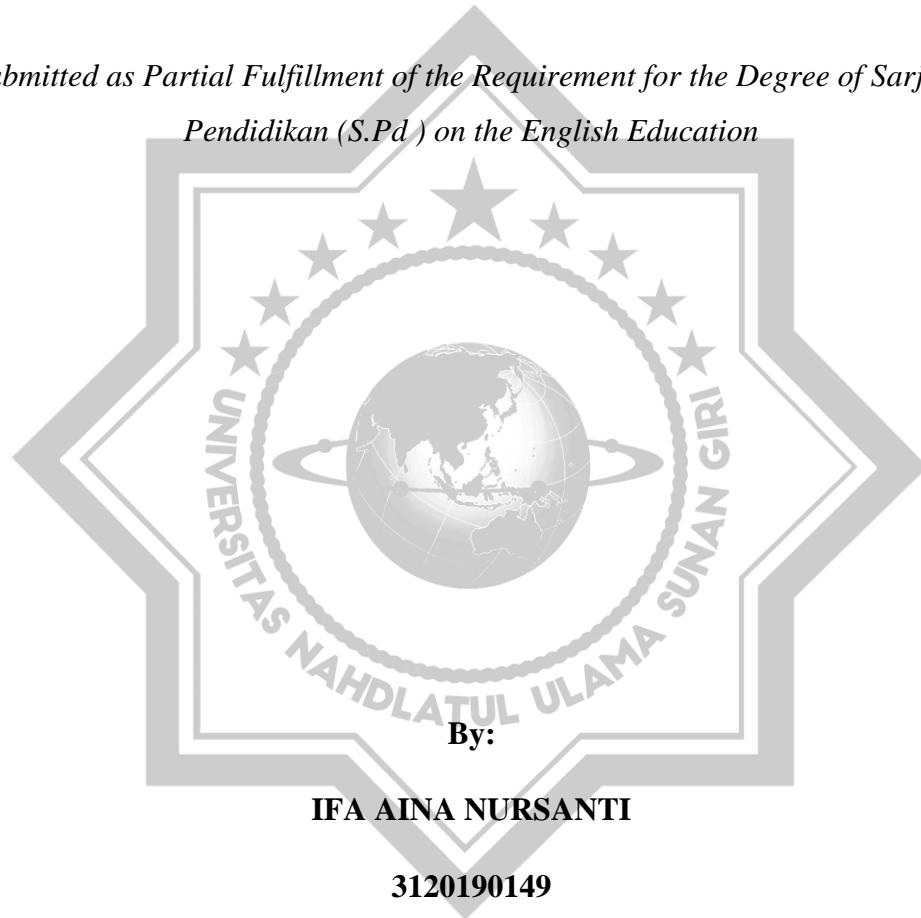 bmitted as Partial Fulfillment of the Requirement for the Degree of Sarj
Pendidikan (S.Pd ) on the English Education
UNIVERSITAS NAHDLATUL ULAMA SUNAN GIRI
By:
IFA AINA NURSANTI
3120190149